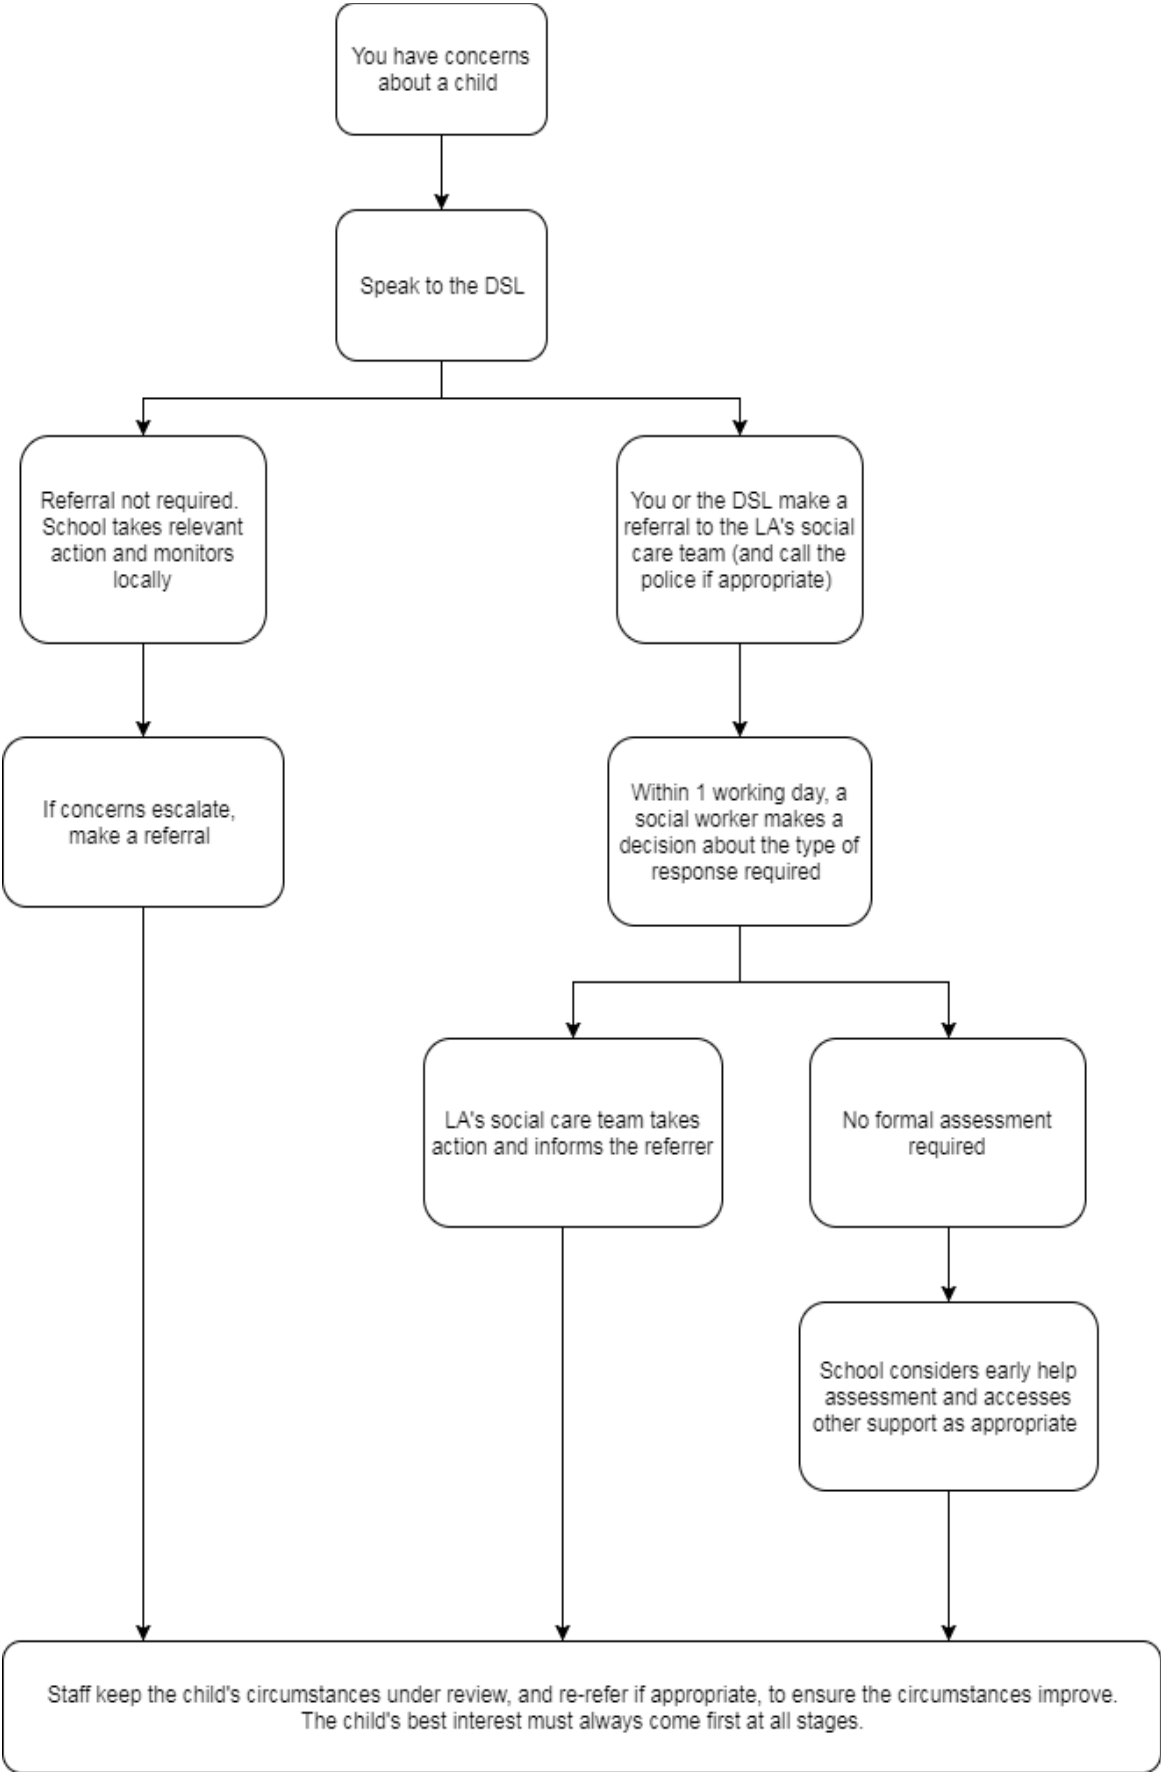 You have concerns
about a child
Speak to the DSL
Referral not required.
School takes relevant
action and monitors
locally
You or the DSL make a
referral to the LA's social
care team (and call the
police if appropriate)
If concerns escalate,
make a referral
Within 1 working day, a
social worker makes a
decision about the type of
response required
LA's social care team takes
action and informs the referrer
No formal assessment
required
School considers early help
assessment and accesses
other support as appropriate
Staff keep the child's circumstances under review, and re-refer if appropriate, to ensure the circumstances improve.
The child's best interest must always come first at all stages.